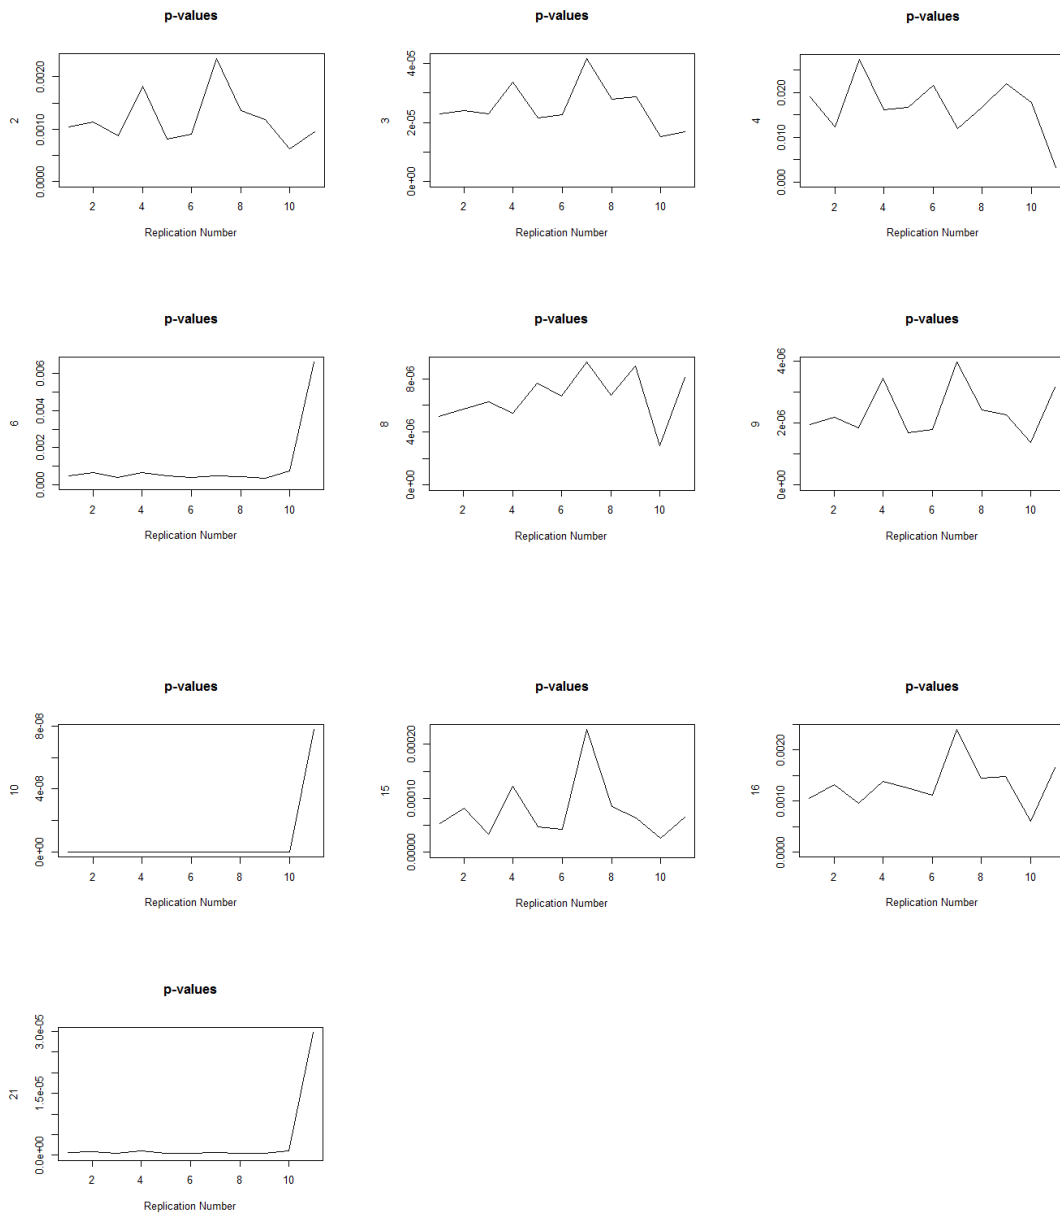 p-values
2
0.0000 0.0010 0.0020
2 4 6 8 10
Replication Number
p-values
3
0e+00 2e-05 4e-05
2 4 6 8 10
Replication Number
p-values
4
0.000 0.010 0.020
2 4 6 8 10
Replication Number
p-values
6
0.000 0.002 0.004 0.006
2 4 6 8 10
Replication Number
p-values
8
0e+00 4e-06 8e-06
2 4 6 8 10
Replication Number
p-values
9
0e+00 2e-06 4e-06
2 4 6 8 10
Replication Number
p-values
10
0e+00 4e-08 8e-08
2 4 6 8 10
Replication Number
p-values
15
0.00000 0.00010 0.00020
2 4 6 8 10
Replication Number
p-values
16
0.0000 0.0010 0.0020
2 4 6 8 10
Replication Number
p-values
21
0.0e+00 1.5e-05 3.0e-05
2 4 6 8 10
Replication Number